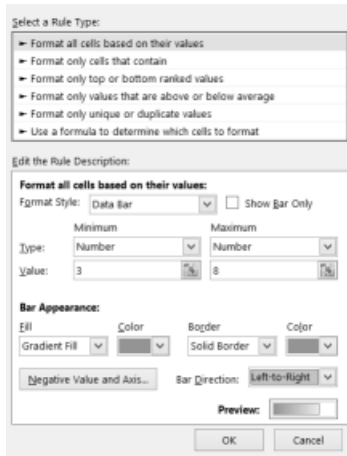 Select a Rule Type:
► Format all cells based on their values
► Format only cells that contain
► Format only top or bottom ranked values
► Format only values that are above or below average
► Format only unique or duplicate values
► Use a formula to determine which cells to format
Edit the Rule Description:
Format all cells based on their values:
Format Style: Data Bar Show Bar Only
Minimum Maximum
Type: Number Number
Value: 3 8
Bar Appearance:
Fill Color Border Color
Gradient Fill Solid Border
Negative Value and Axis... Bar Direction: Left-to-Right
Preview:
OK Cancel